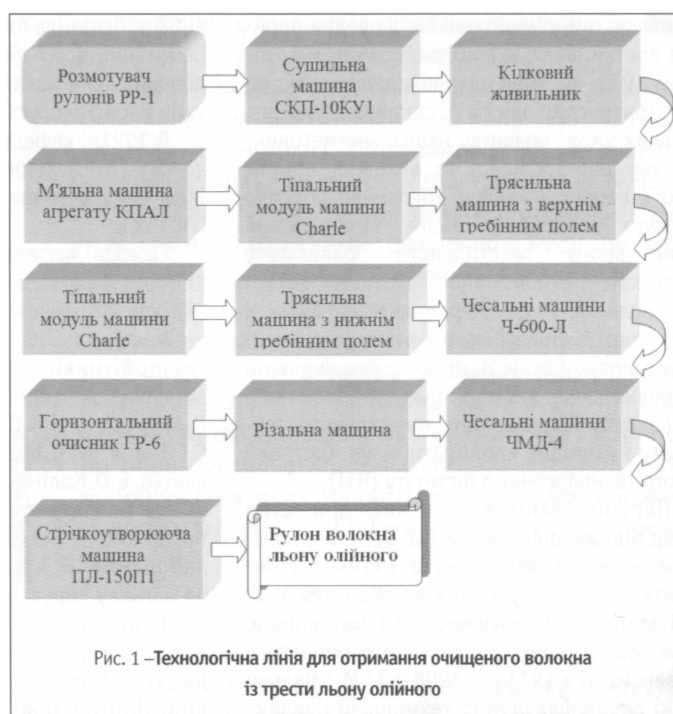 Розмотувач
рулонів РР-1
Сушильна
машина
СКП-10КУ1
Кілковий
живильник
М'яльна машина
агрегату КПАЛ
Тіпальний
модуль машини
Charle
Трясильна
машина з верхнім
гребінним полем
Тіпальний
модуль машини
Charle
Трясильна
машина з нижнім
гребінним полем
Чесальні машини
Ч-600-Л
Горизонтальний
очисник ГР-6
Різальна машина
Чесальні машини
ЧМД-4
Стрічкоутворююча
машина
ПЛ-150П1
Рулон волокна
льону олійного
Рис. 1 –Технологічна лінія для отримання очищеного волокна
із трести льону олійного